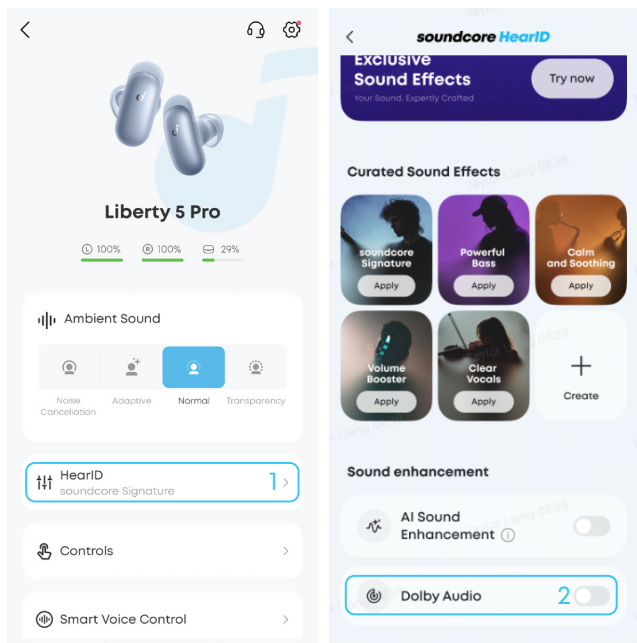 Liberty 5 Pro
L 100%
R 100%
29%
Ambient Sound
Noise
Cancellation
Adaptive
Normal
Transparency
HearID
soundcore Signature
1
Controls
Smart Voice Control
soundcore HearID
Exclusive
Sound Effects
Your Sound, Expertly Crafted
Try now
Curated Sound Effects
soundcore
Signature
Apply
Powerful
Bass
Apply
Calm
and Soothing
Apply
Volume
Booster
Apply
Clear
Vocals
Apply
Create
Sound enhancement
AI Sound
Enhancement
Dolby Audio
2
Taylor Liang 0838